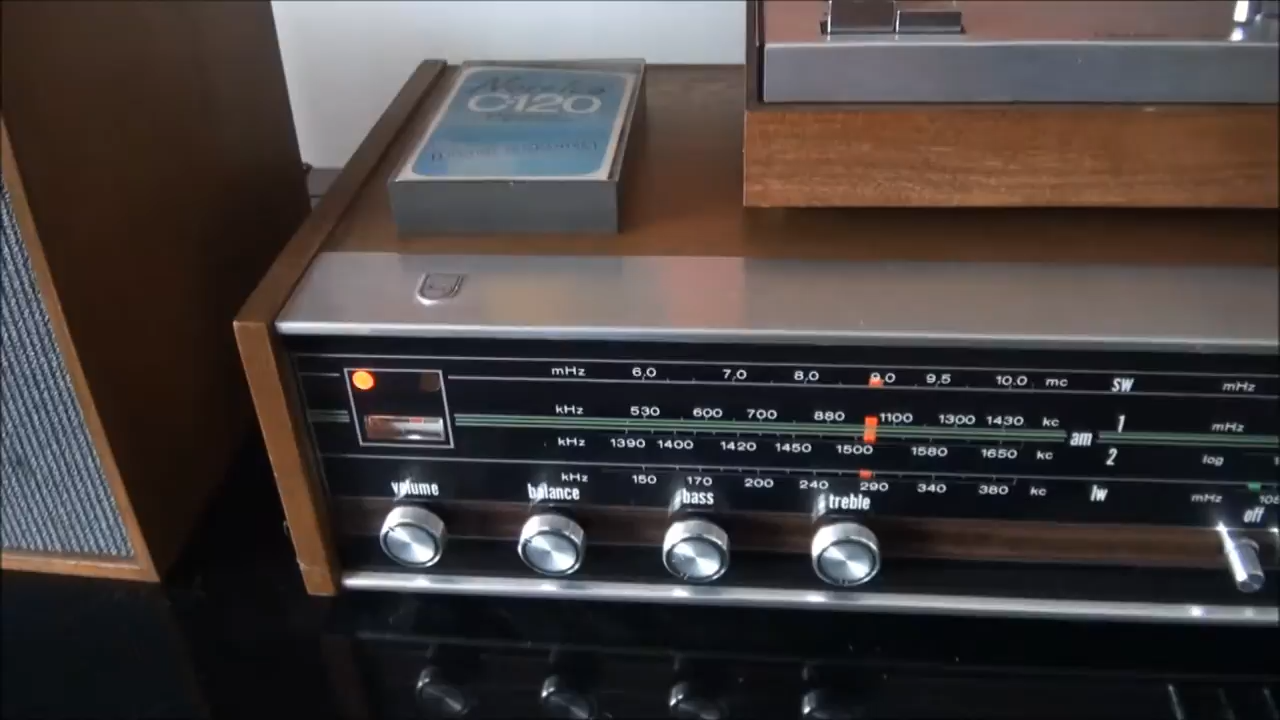 C-120
mHz 6,0 7,0 8,0 9,0 9,5 10,0 mc sw mHz
kHz 530 600 700 880 1100 1300 1430 kc 1 mHz
am
kHz 1390 1400 1420 1450 1500 1580 1650 kc 2 log
kHz 150 170 200 240 290 340 380 kc lw mHz
volume balance bass treble off